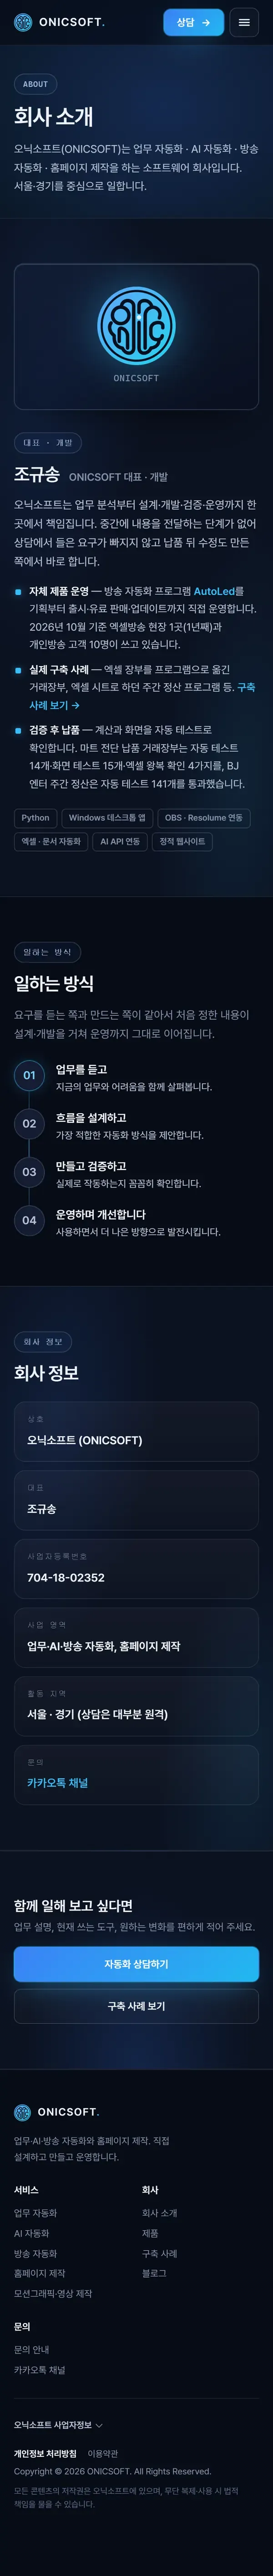 ONICSOFT.
상담 →
ABOUT
회사 소개
오닉소프트(ONICSOFT)는 업무 자동화 · AI 자동화 · 방송
자동화 · 홈페이지 제작을 하는 소프트웨어 회사입니다.
서울·경기를 중심으로 일합니다.
ONICSOFT
대표 · 개발
조규송 ONICSOFT 대표 · 개발
오닉소프트는 업무 분석부터 설계·개발·검증·운영까지 한
곳에서 책임집니다. 중간에 내용을 전달하는 단계가 없어
상담에서 들은 요구가 빠지지 않고 납품 뒤 수정도 만든
쪽에서 바로 합니다.
자체 제품 운영 — 방송 자동화 프로그램 AutoLed를
기획부터 출시·유료 판매·업데이트까지 직접 운영합니다.
2026년 10월 기준 엑셀방송 현장 1곳(1년째)과
개인방송 고객 10명이 쓰고 있습니다.
실제 구축 사례 — 엑셀 장부를 프로그램으로 옮긴
거래장부, 엑셀 시트로 하던 주간 정산 프로그램 등. 구축
사례 보기 →
검증 후 납품 — 계산과 화면을 자동 테스트로
확인합니다. 마트 전단 납품 거래장부는 자동 테스트
14개·화면 테스트 15개·엑셀 왕복 확인 4가지를, BJ
엔터 주간 정산은 자동 테스트 141개를 통과했습니다.
Python
Windows 데스크톱 앱
OBS · Resolume 연동
엑셀 · 문서 자동화
AI API 연동
정적 웹사이트
일하는 방식
일하는 방식
요구를 듣는 쪽과 만드는 쪽이 같아서 처음 정한 내용이
설계·개발을 거쳐 운영까지 그대로 이어집니다.
01 업무를 듣고
지금의 업무와 어려움을 함께 살펴봅니다.
02 흐름을 설계하고
가장 적합한 자동화 방식을 제안합니다.
03 만들고 검증하고
실제로 작동하는지 꼼꼼히 확인합니다.
04 운영하며 개선합니다
사용하면서 더 나은 방향으로 발전시킵니다.
회사 정보
회사 정보
상호
오닉소프트 (ONICSOFT)
대표
조규송
사업자등록번호
704-18-02352
사업 영역
업무·AI·방송 자동화, 홈페이지 제작
활동 지역
서울 · 경기 (상담은 대부분 원격)
문의
카카오톡 채널
함께 일해 보고 싶다면
업무 설명, 현재 쓰는 도구, 원하는 변화를 편하게 적어 주세요.
자동화 상담하기
구축 사례 보기
ONICSOFT.
업무·AI·방송 자동화와 홈페이지 제작. 직접
설계하고 만들고 운영합니다.
서비스
업무 자동화
AI 자동화
방송 자동화
홈페이지 제작
모션그래픽·영상 제작
회사
회사 소개
제품
구축 사례
블로그
문의
문의 안내
카카오톡 채널
오닉소프트 사업자정보
개인정보 처리방침 이용약관
Copyright © 2026 ONICSOFT. All Rights Reserved.
모든 콘텐츠의 저작권은 오닉소프트에 있으며, 무단 복제·사용 시 법적
책임을 물을 수 있습니다.